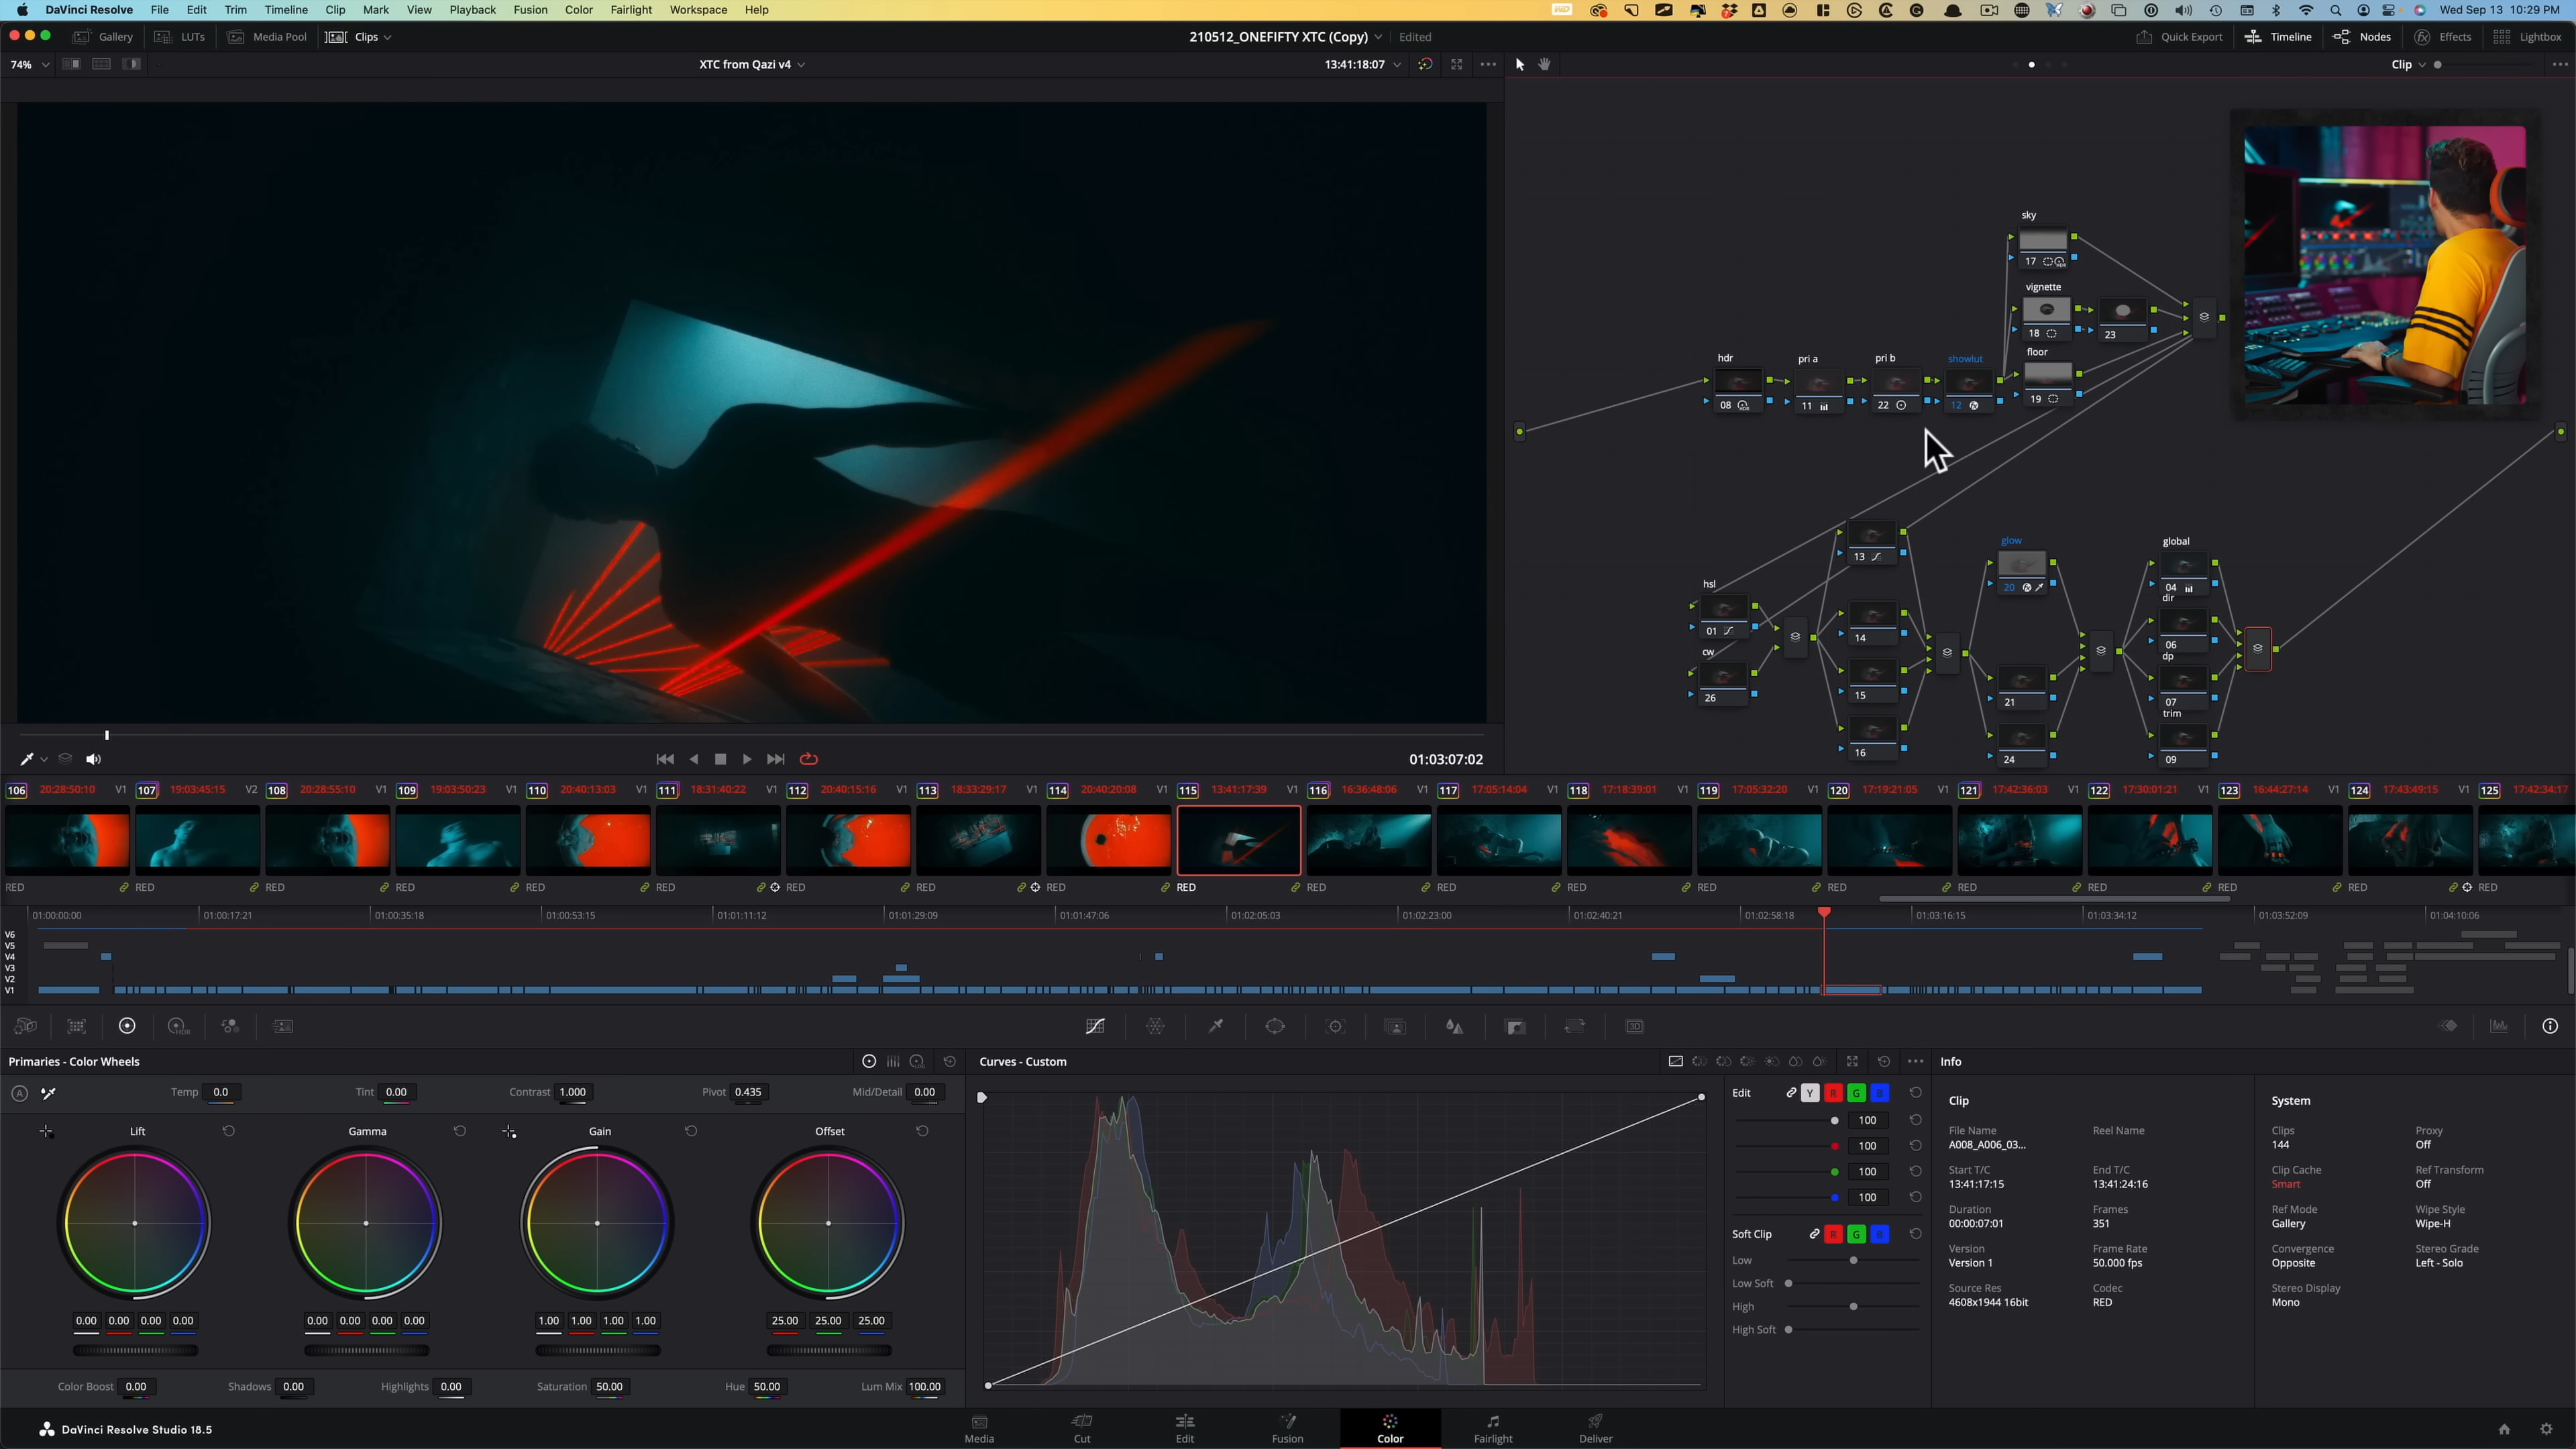 DaVinci Resolve File Edit Trim Timeline Clip Mark View Playback Fusion Color Fairlight Workspace Help Wed Sep 13 10:29 PM
Gallery LUTs Media Pool Clips 210512_ONEFIFTY XTC (Copy) Edited Quick Export Timeline Nodes Effects Lightbox
74% XTC from Qazi v4 13:41:18:07 Clip
sky
17
vignette
18 23
floor
19
hdr pri a pri b showlut
08 11 22 12
13
glow
20
global
04
dir
06
dp
07
trim
09
hsl
01
cw
26
14
15
16
21
24
01:03:07:02
106 20:28:50:10 V1 107 19:03:45:15 V2 108 20:28:55:10 V1 109 19:03:50:23 V1 110 20:40:13:03 V1 111 18:31:40:22 V1 112 20:40:15:16 V1 113 18:33:29:17 V1 114 20:40:20:08 V1 115 13:41:17:39 V1 116 16:36:48:06 V1 117 17:05:14:04 V1 118 17:18:39:01 V1 119 17:05:32:20 V1 120 17:19:21:05 V1 121 17:42:36:03 V1 122 17:30:01:21 V1 123 16:44:27:14 V1 124 17:43:49:15 V1 125 17:42:34:17
RED RED RED RED RED RED RED RED RED RED RED RED RED RED RED RED RED RED RED RED
01:00:00:00 01:00:17:21 01:00:35:18 01:00:53:15 01:01:11:12 01:01:29:09 01:01:47:06 01:02:05:03 01:02:23:00 01:02:40:21 01:02:58:18 01:03:16:15 01:03:34:12 01:03:52:09 01:04:10:06
V6
V5
V4
V3
V2
V1
Primaries - Color Wheels
Temp 0.0 Tint 0.00 Contrast 1.000 Pivot 0.435 Mid/Detail 0.00
Lift Gamma Gain Offset
0.00 0.00 0.00 0.00 0.00 0.00 0.00 0.00 1.00 1.00 1.00 1.00 25.00 25.00 25.00
Color Boost 0.00 Shadows 0.00 Highlights 0.00 Saturation 50.00 Hue 50.00 Lum Mix 100.00
Curves - Custom
Edit Y R G B
100
100
100
100
Soft Clip R G B
Low
Low Soft
High
High Soft
Info
Clip
File Name Reel Name
A008_A006_03...
Start T/C End T/C
13:41:17:15 13:41:24:16
Duration Frames
00:00:07:01 351
Version Frame Rate
Version 1 50.000 fps
Source Res Codec
4608x1944 16bit RED
System
Clips Proxy
144 Off
Clip Cache Ref Transform
Smart Off
Ref Mode Wipe Style
Gallery Wipe-H
Convergence Stereo Grade
Opposite Left - Solo
Stereo Display
Mono
DaVinci Resolve Studio 18.5 Media Cut Edit Fusion Color Fairlight Deliver